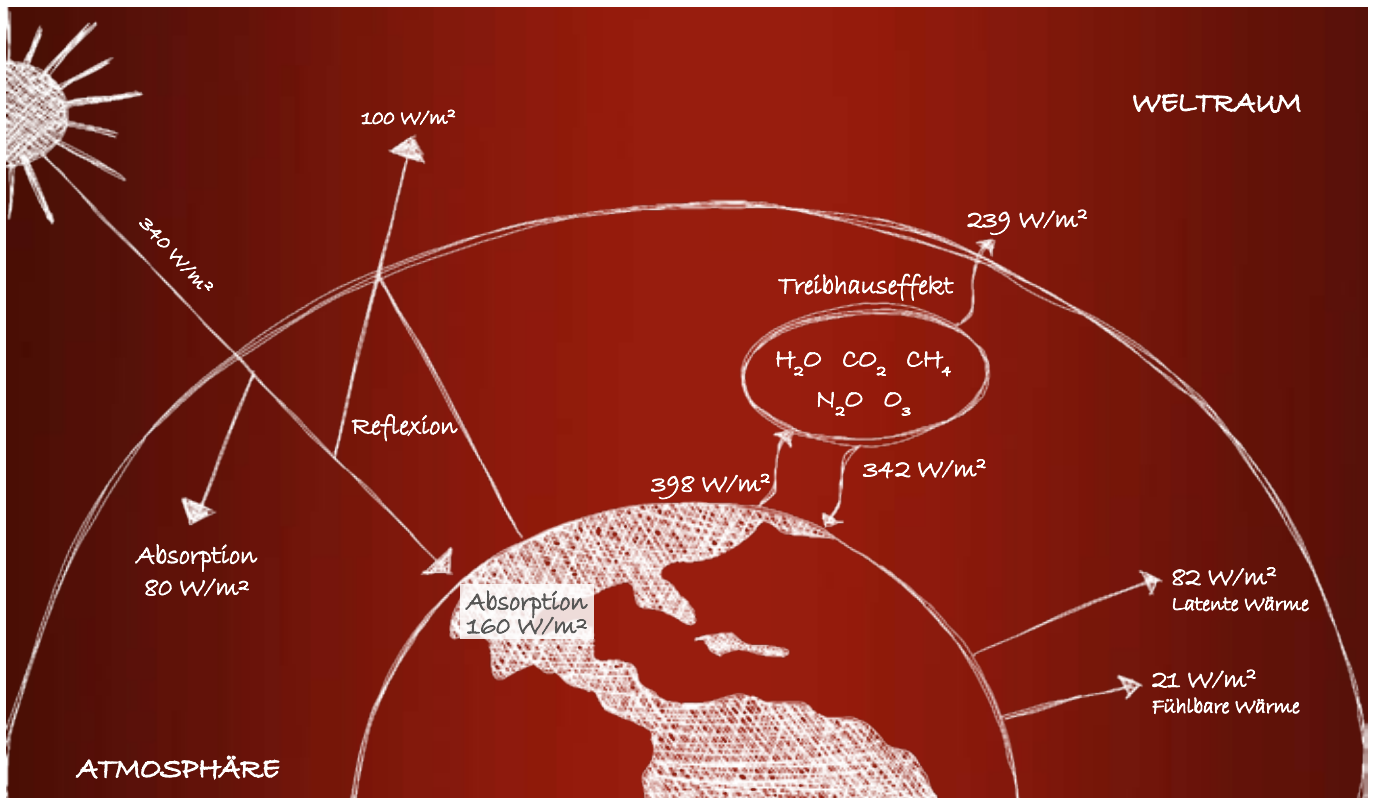 WELTRAUM
100 W/m²
340 W/m²
239 W/m²
Treibhauseffekt
H₂O CO₂ CH₄
N₂O O₃
Reflexion
398 W/m²
342 W/m²
Absorption
80 W/m²
Absorption
160 W/m²
82 W/m²
Latente Wärme
21 W/m²
Fühlbare Wärme
ATMOSPHÄRE